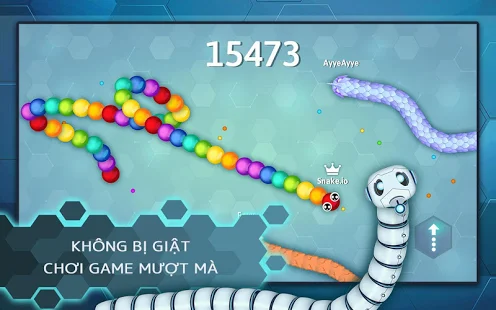 15473
AyyeAyye
Snake.io
KHÔNG BỊ GIẬT
CHƠI GAME MƯỢT MÀ